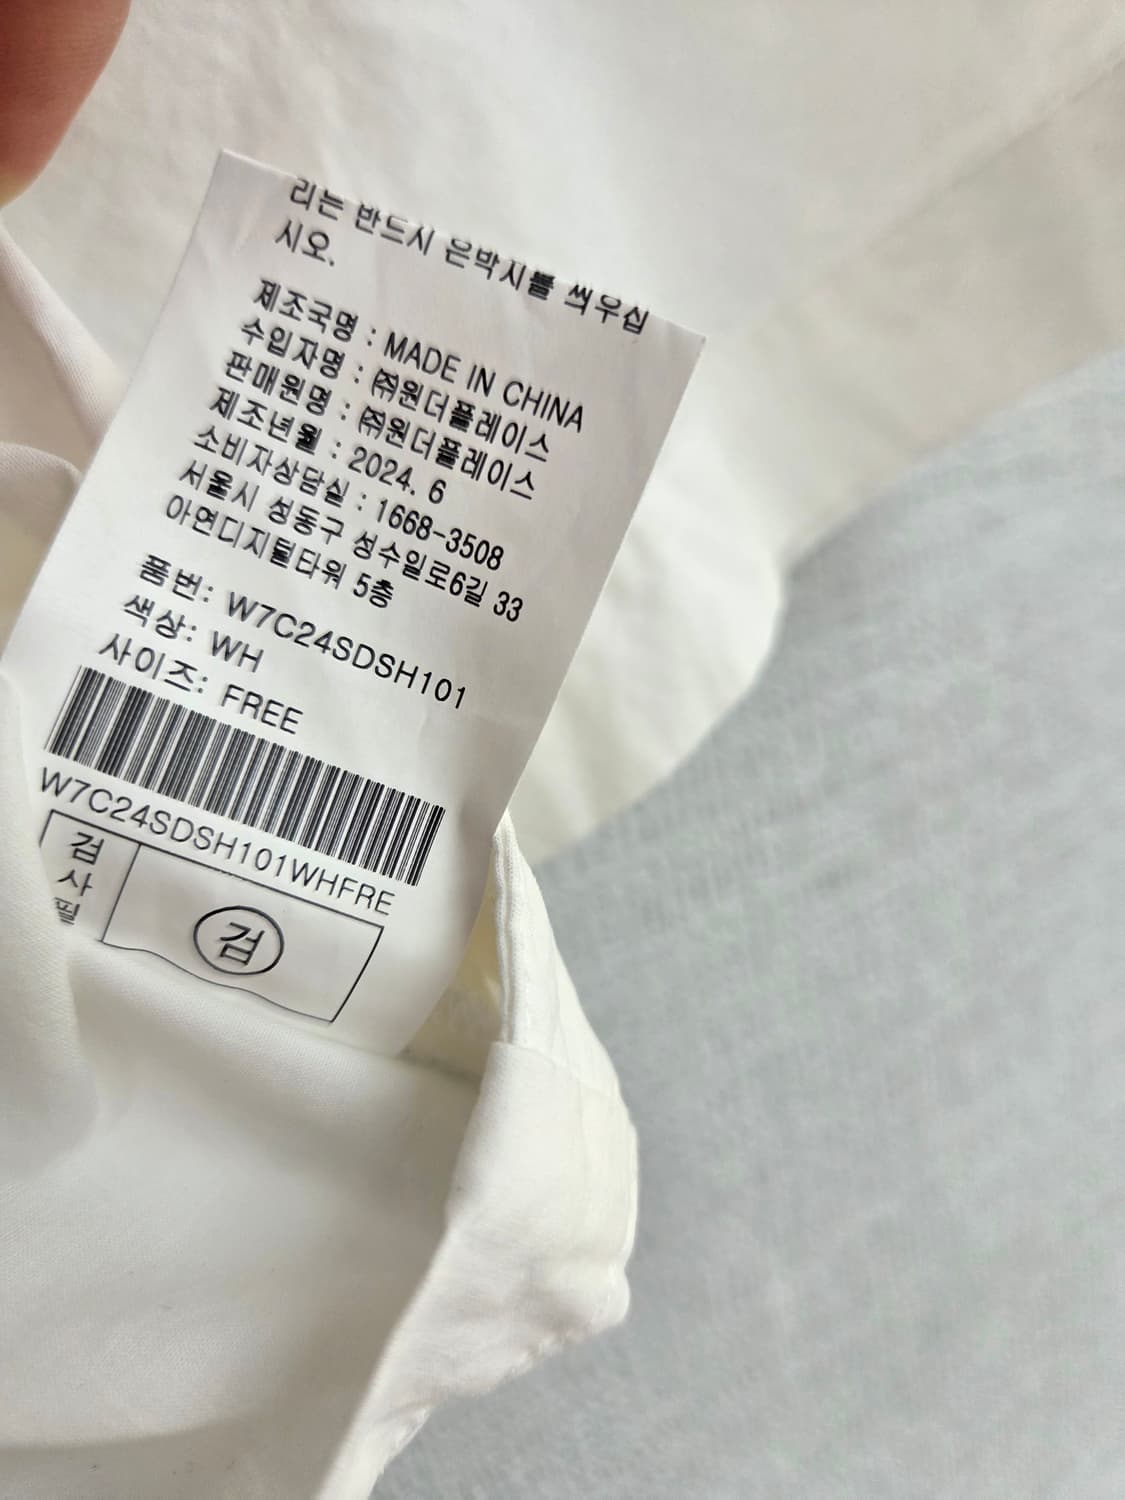 리는 반드시 은박지를 씌우십
시오.
제조국명 : MADE IN CHINA
수입자명 : ㈜원더플레이스
판매원명 : ㈜원더플레이스
제조년월 : 2024. 6
소비자상담실 : 1668-3508
서울시 성동구 성수일로6길 33
아연디지털타워 5층
품번: W7C24SDSH101
색상: WH
사이즈: FREE
W7C24SDSH101WHFRE
검사필
검